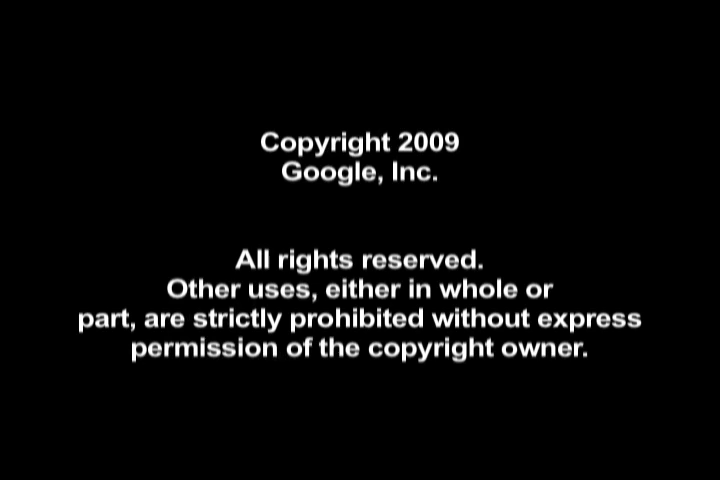 Copyright 2009
Google, Inc.
All rights reserved.
Other uses, either in whole or
part, are strictly prohibited without express
permission of the copyright owner.